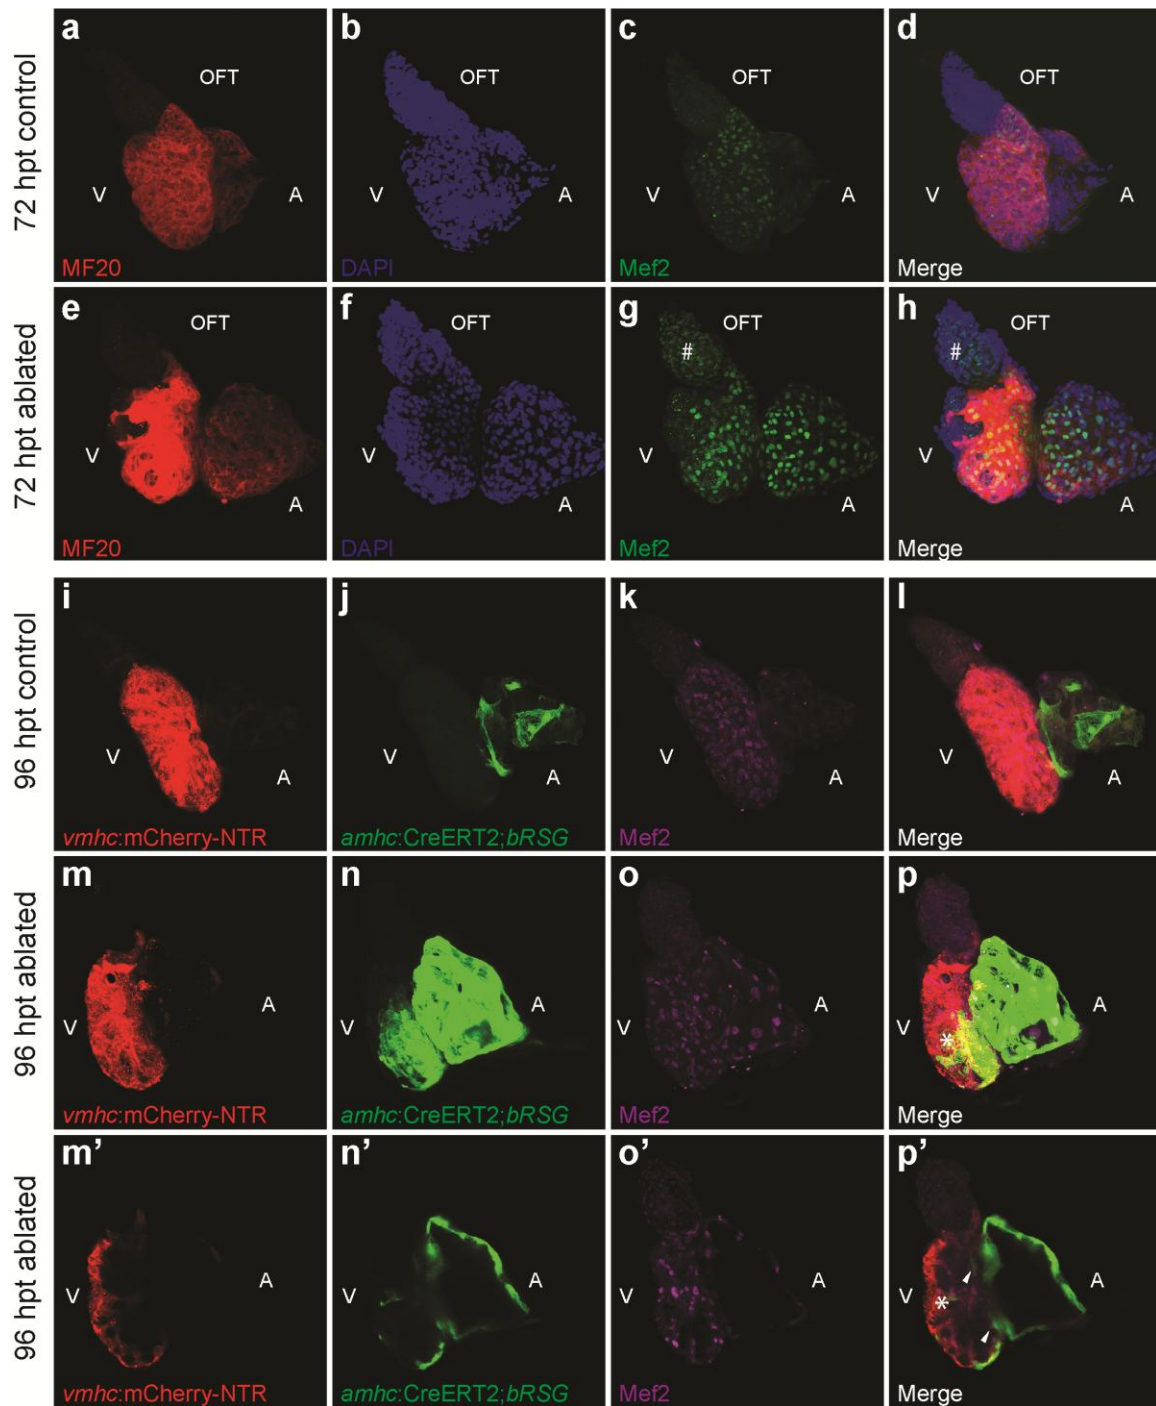 72 hpt control
a
OFT
V
A
MF20
b
OFT
A
DAPI
c
OFT
V
A
Mef2
d
OFT
V
A
Merge
72 hpt ablated
e
OFT
V
A
MF20
f
OFT
V
A
DAPI
g
OFT
#
V
A
Mef2
h
OFT
#
V
A
Merge
96 hpt control
i
V
A
vmhc:mCherry-NTR
j
V
A
amhc:CreERT2;bRSG
k
V
A
Mef2
l
V
A
Merge
96 hpt ablated
m
V
A
vmhc:mCherry-NTR
n
V
A
amhc:CreERT2;bRSG
o
V
A
Mef2
p
V
A
*
Merge
96 hpt ablated
m’
V
A
vmhc:mCherry-NTR
n’
V
A
amhc:CreERT2;bRSG
o’
V
A
Mef2
p’
V
A
*
Merge